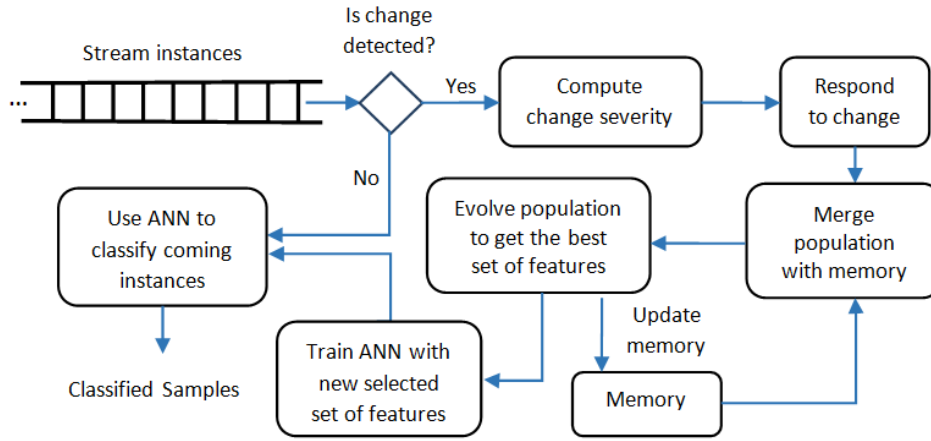 Is change
detected?
Stream instances
...
Yes
Compute
change severity
Respond
to change
No
Use ANN to
classify coming
instances
Evolve population
to get the best
set of features
Merge
population
with memory
Update
memory
Train ANN with
new selected
set of features
Memory
Classified Samples